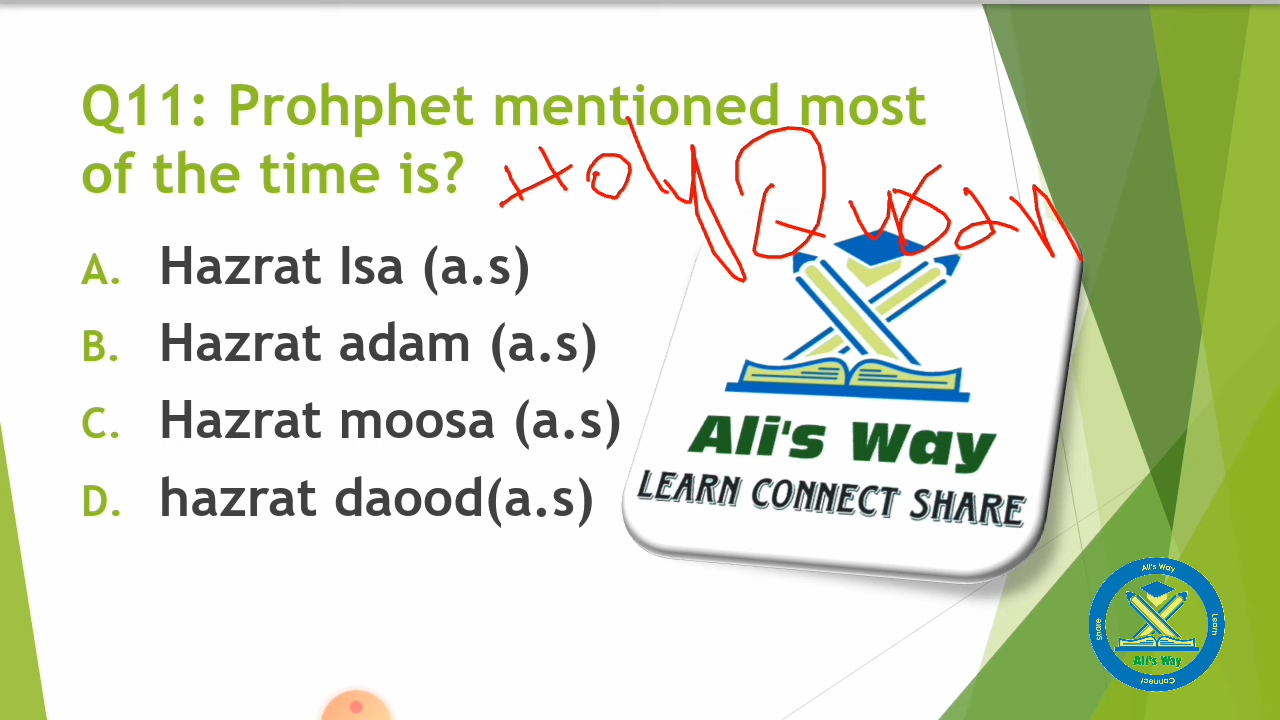 Q11: Prohphet mentioned most
of the time is?
Holy Quran
A. Hazrat Isa (a.s)
B. Hazrat adam (a.s)
C. Hazrat moosa (a.s)
D. hazrat daood(a.s)
Ali's Way
LEARN CONNECT SHARE
Ali's Way
Share
Learn
Ali's Way
Connect